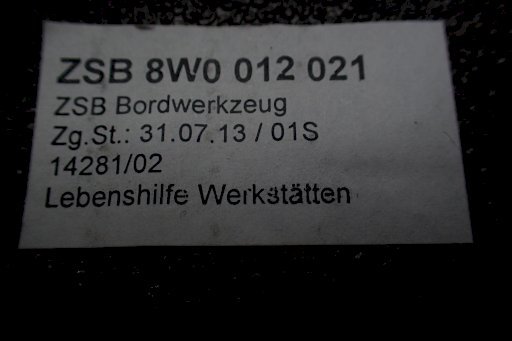 ZSB 8W0 012 021
ZSB Bordwerkzeug
Zg.St.: 31.07.13 / 01S
14281/02
Lebenshilfe Werkstätten